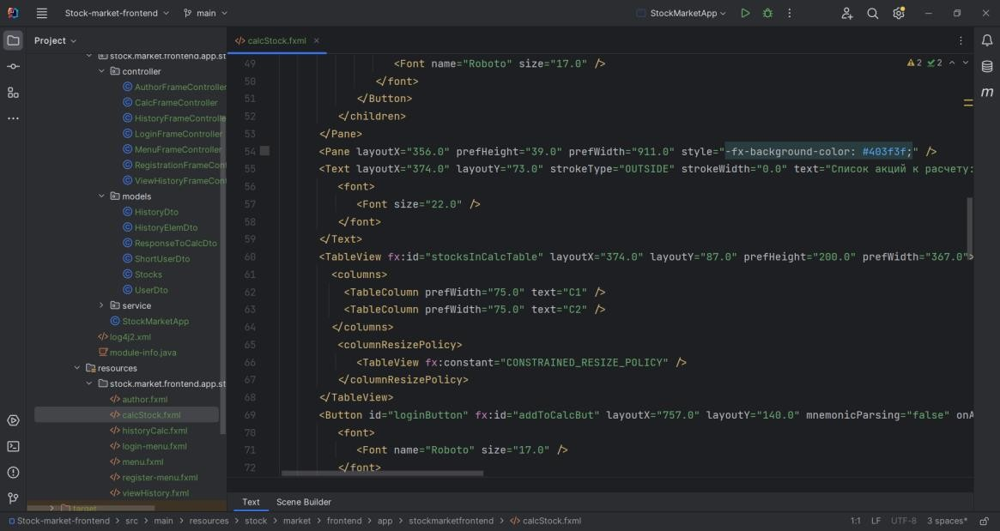 Stock-market-frontend
main
StockMarketApp
Project
calcStock.fxml
stock.market.frontend.app.st
controller
AuthorFrameController
CalcFrameController
HistoryFrameControlle
LoginFrameController
MenuFrameController
RegistrationFrameCont
ViewHistoryFrameCont
models
HistoryDto
HistoryElemDto
ResponseToCalcDto
ShortUserDto
Stocks
UserDto
service
StockMarketApp
log4j2.xml
module-info.java
resources
stock.market.frontend.app.st
author.fxml
calcStock.fxml
historyCalc.fxml
login-menu.fxml
menu.fxml
register-menu.fxml
viewHistory.fxml
target
2 2
49 <Font name="Roboto" size="17.0" />
50 </font>
51 </Button>
52 </children>
53 </Pane>
54 <Pane layoutX="356.0" prefHeight="39.0" prefWidth="911.0" style="-fx-background-color: #403f3f;" />
55 <Text layoutX="374.0" layoutY="73.0" strokeType="OUTSIDE" strokeWidth="0.0" text="Список акций к расчету:
56 <font>
57 <Font size="22.0" />
58 </font>
59 </Text>
60 <TableView fx:id="stocksInCalcTable" layoutX="374.0" layoutY="87.0" prefHeight="200.0" prefWidth="367.0">
61 <columns>
62 <TableColumn prefWidth="75.0" text="C1" />
63 <TableColumn prefWidth="75.0" text="C2" />
64 </columns>
65 <columnResizePolicy>
66 <TableView fx:constant="CONSTRAINED_RESIZE_POLICY" />
67 </columnResizePolicy>
68 </TableView>
69 <Button id="loginButton" fx:id="addToCalcBut" layoutX="757.0" layoutY="140.0" mnemonicParsing="false" onA
70 <font>
71 <Font name="Roboto" size="17.0" />
72 </font>
m
Text Scene Builder
Stock-market-frontend > src > main > resources > stock > market > frontend > app > stockmarketfrontend > calcStock.fxml
1:1 LF UTF-8 3 spaces*